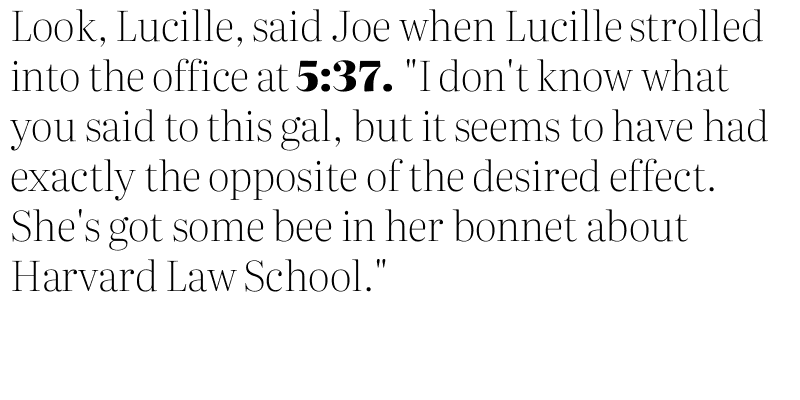 Look, Lucille, said Joe when Lucille strolled
into the office at 5:37. "I don't know what
you said to this gal, but it seems to have had
exactly the opposite of the desired effect.
She's got some bee in her bonnet about
Harvard Law School."